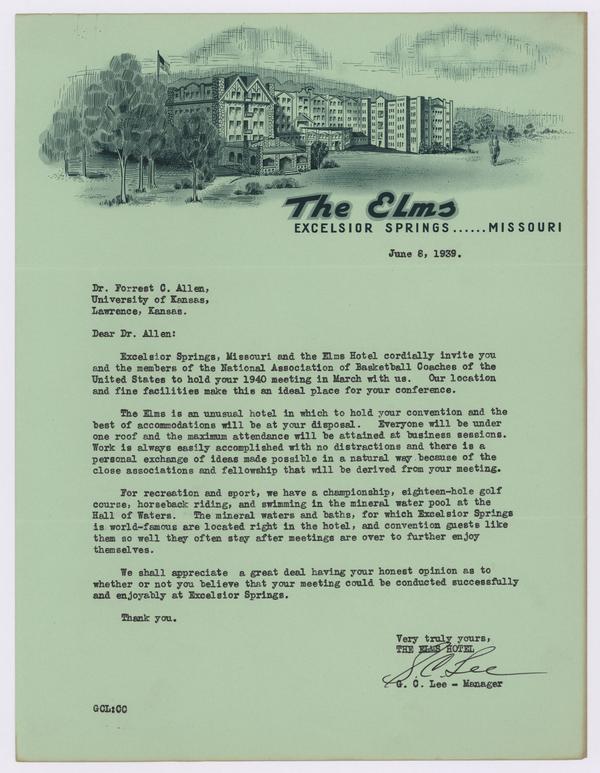 The Elms
EXCELSIOR SPRINGS......MISSOURI
June 8, 1939.
Dr. Forrest C. Allen,
University of Kansas,
Lawrence, Kansas.
Dear Dr. Allen:
Excelsior Springs, Missouri and the Elms Hotel cordially invite you
and the members of the National Association of Basketball Coaches of the
United States to hold your 1940 meeting in March with us. Our location
and fine facilities make this an ideal place for your conference.
The Elms is an unusual hotel in which to hold your convention and the
best of accommodations will be at your disposal. Everyone will be under
one roof and the maximum attendance will be attained at business sessions.
Work is always easily accomplished with no distractions and there is a
personal exchange of ideas made possible in a natural way because of the
close associations and fellowship that will be derived from your meeting.
For recreation and sport, we have a championship, eighteen-hole golf
course, horseback riding, and swimming in the mineral water pool at the
Hall of Waters. The mineral waters and baths, for which Excelsior Springs
is world-famous are located right in the hotel, and convention guests like
them so well they often stay after meetings are over to further enjoy
themselves.
We shall appreciate a great deal having your honest opinion as to
whether or not you believe that your meeting could be conducted successfully
and enjoyably at Excelsior Springs.
Thank you.
Very truly yours,
THE ELMS HOTEL
G. C. Lee
G. C. Lee - Manager
GCL:CC